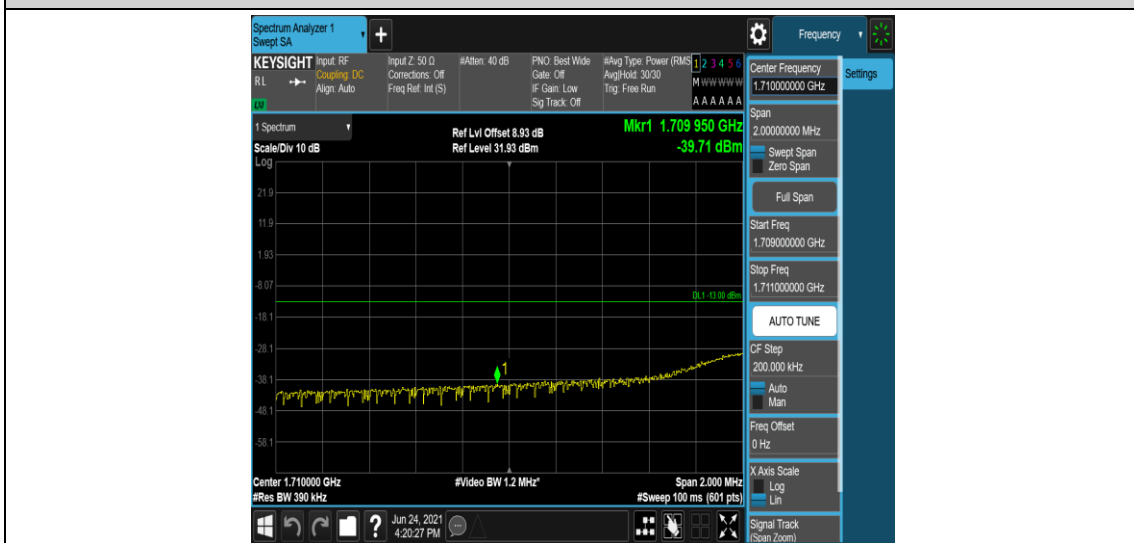 Spectrum Analyzer 1
Swept SA
Frequency
KEYSIGHT
RL
Input: RF
Coupling: DC
Align: Auto
Input Z: 50 Ω
Corrections: Off
Freq Ref: Int (S)
#Atten: 40 dB
PNO: Best Wide
Gate: Off
IF Gain: Low
Sig Track: Off
#Avg Type: Power (RMS
Avg|Hold: 30/30
Trig: Free Run
1 2 3 4 5 6
M W W W W W
A A A A A A
1 Spectrum
Scale/Div 10 dB
Log
Ref Lvl Offset 8.93 dB
Ref Level 31.93 dBm
Mkr1 1.709 950 GHz
-39.71 dBm
21.9
11.9
1.93
-8.07
DL1 -13.00 dBm
-18.1
-28.1
1
-38.1
-48.1
-58.1
Center 1.710000 GHz
#Video BW 1.2 MHz*
Span 2.000 MHz
#Res BW 390 kHz
#Sweep 100 ms (601 pts)
Jun 24, 2021
4:20:27 PM
Center Frequency
1.710000000 GHz
Settings
Span
2.00000000 MHz
Swept Span
Zero Span
Full Span
Start Freq
1.709000000 GHz
Stop Freq
1.711000000 GHz
AUTO TUNE
CF Step
200.000 kHz
Auto
Man
Freq Offset
0 Hz
X Axis Scale
Log
Lin
Signal Track
(Span Zoom)